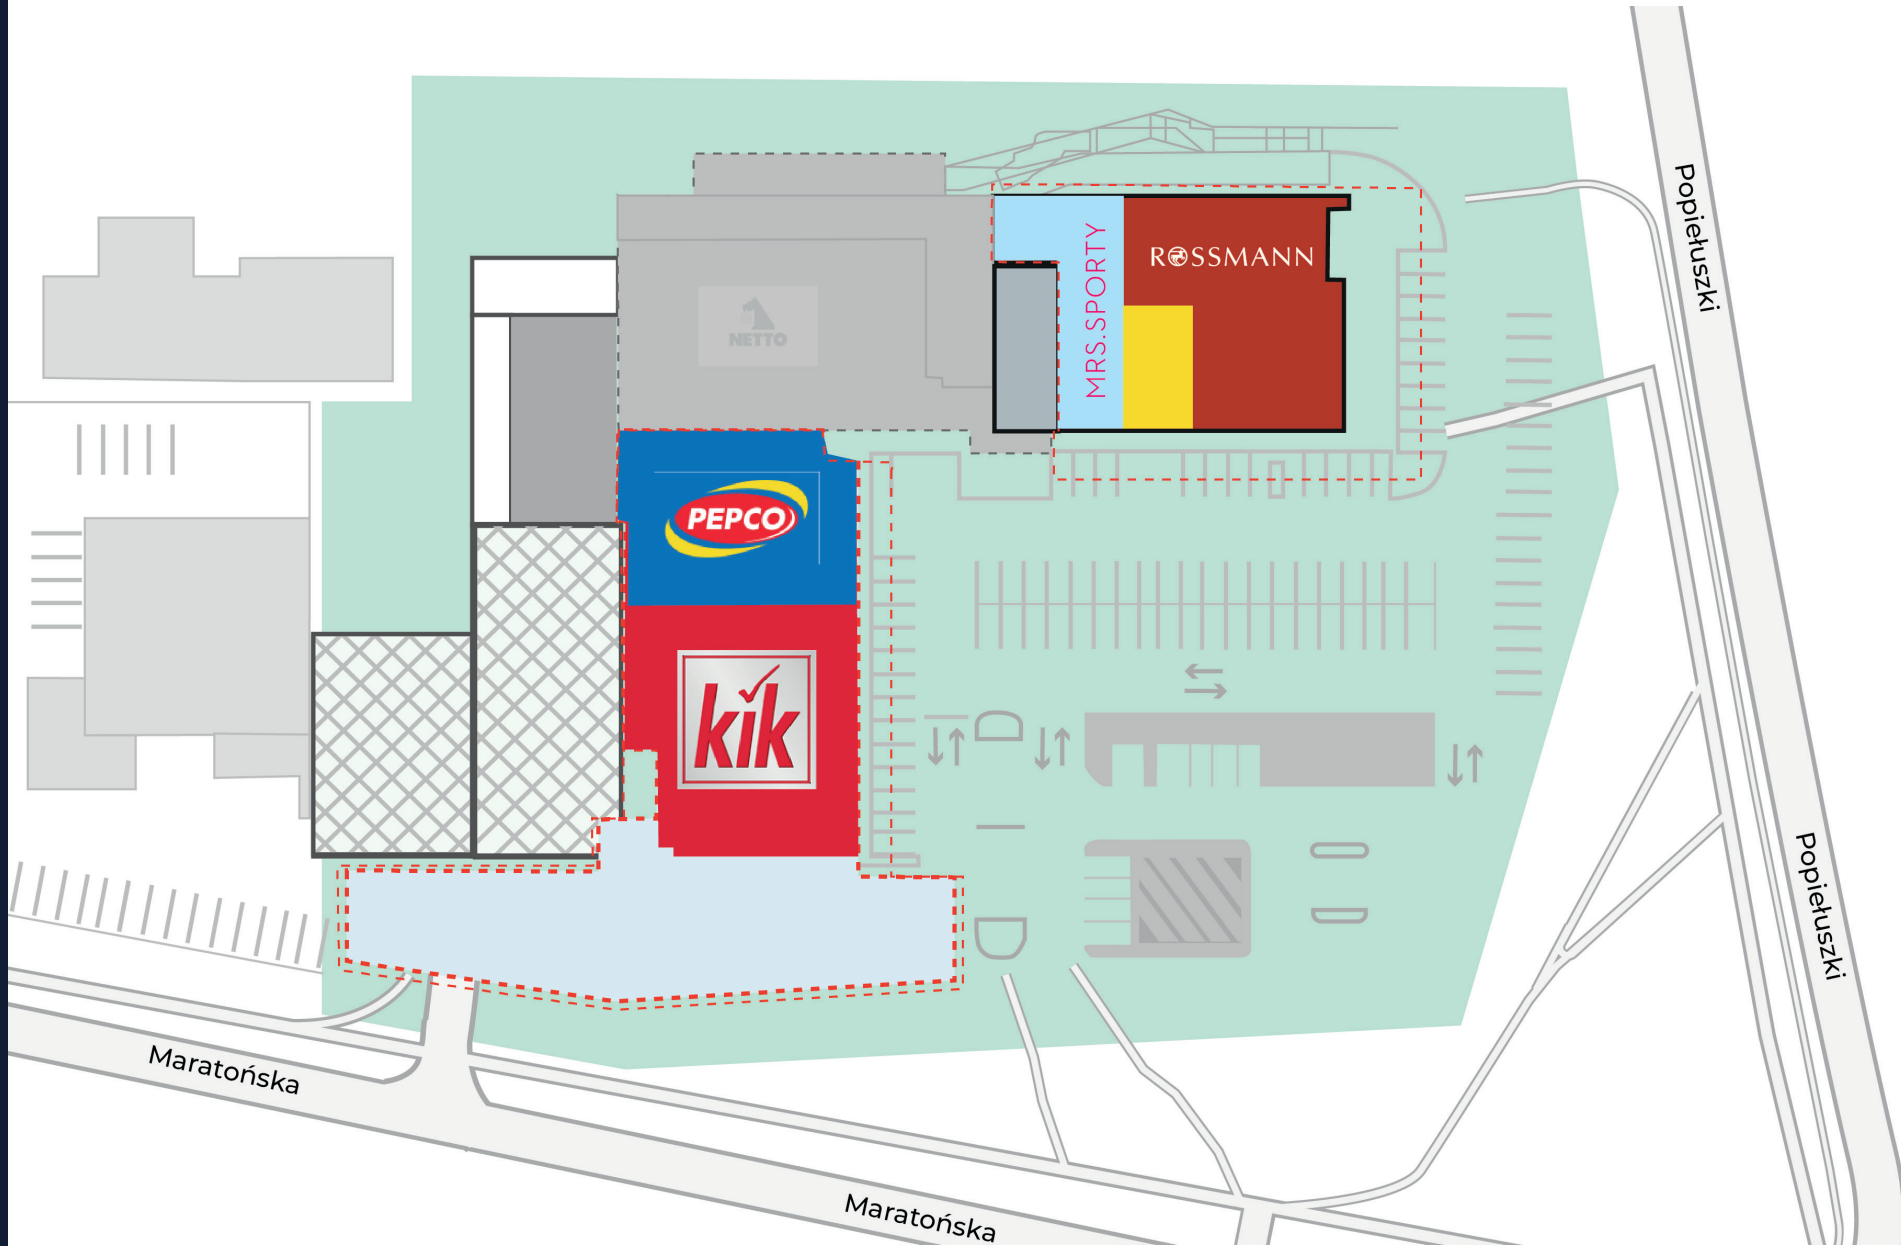 Popiełuszki
ROSSMANN
MRS.SPORTY
NETTO
PEPCO
kik
Popiełuszki
Maratońska
Maratońska